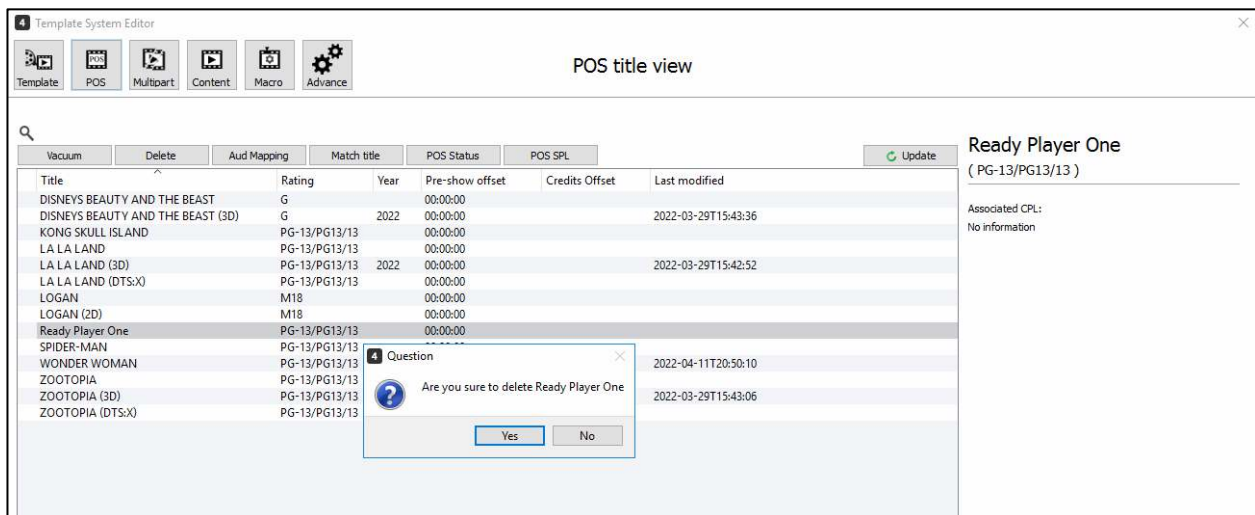 4 Template System Editor
POS
Template POS Multipart Content Macro Advance
POS title view
Vacuum Delete Aud Mapping Match title POS Status POS SPL Update
Title Rating Year Pre-show offset Credits Offset Last modified
DISNEYS BEAUTY AND THE BEAST G 00:00:00
DISNEYS BEAUTY AND THE BEAST (3D) G 2022 00:00:00 2022-03-29T15:43:36
KONG SKULL ISLAND PG-13/PG13/13 00:00:00
LA LA LAND PG-13/PG13/13 00:00:00
LA LA LAND (3D) PG-13/PG13/13 2022 00:00:00 2022-03-29T15:42:52
LA LA LAND (DTS:X) PG-13/PG13/13 00:00:00
LOGAN M18 00:00:00
LOGAN (2D) M18 00:00:00
Ready Player One PG-13/PG13/13 00:00:00
SPIDER-MAN PG-13/PG13/13
WONDER WOMAN PG-13/PG13/13 2022-04-11T20:50:10
ZOOTOPIA PG-13/PG13/13
ZOOTOPIA (3D) PG-13/PG13/13 2022-03-29T15:43:06
ZOOTOPIA (DTS:X) PG-13/PG13/13
4 Question
Are you sure to delete Ready Player One
Yes No
Ready Player One
( PG-13/PG13/13 )
Associated CPL:
No information